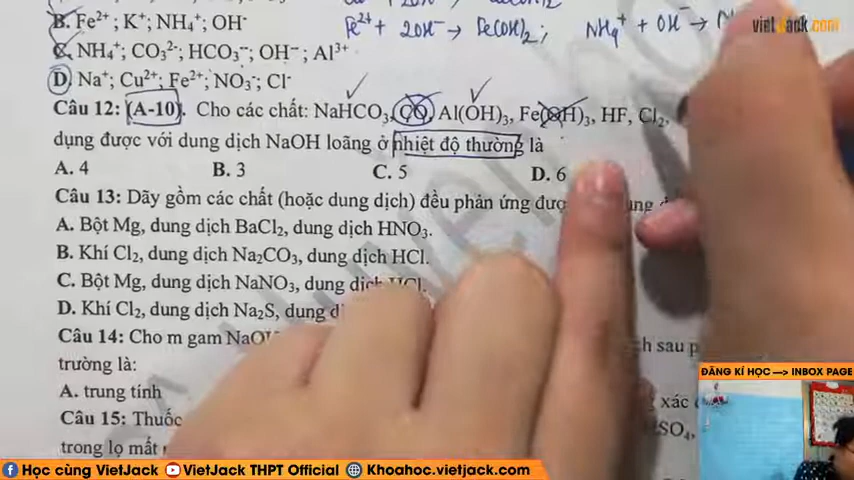 B. Fe²⁺; K⁺; NH₄⁺; OH⁻
Fe²⁺ + 2OH⁻ → Fe(OH)₂; NH₄⁺ + OH⁻ →
C. NH₄⁺; CO₃²⁻; HCO₃⁻; OH⁻; Al³⁺
D. Na⁺; Cu²⁺; Fe²⁺; NO₃⁻; Cl⁻
Câu 12: (A-10). Cho các chất: NaHCO₃, CO, Al(OH)₃, Fe(OH)₃, HF, Cl₂,
dụng được với dung dịch NaOH loãng ở nhiệt độ thường là
A. 4 B. 3 C. 5 D. 6
Câu 13: Dãy gồm các chất (hoặc dung dịch) đều phản ứng
A. Bột Mg, dung dịch BaCl₂, dung dịch HNO₃.
B. Khí Cl₂, dung dịch Na₂CO₃, dung dịch HCl.
C. Bột Mg, dung dịch NaNO₃, dung dịch HCl.
D. Khí Cl₂, dung dịch Na₂S, dung
Câu 14: Cho m gam
trường là:
A. trung tính
Câu 15: Thuốc
trong lọ mất
vietJack.com
ĐĂNG KÍ HỌC —> INBOX PAGE
Học cùng VietJack VietJack THPT Official Khoahoc.vietjack.com